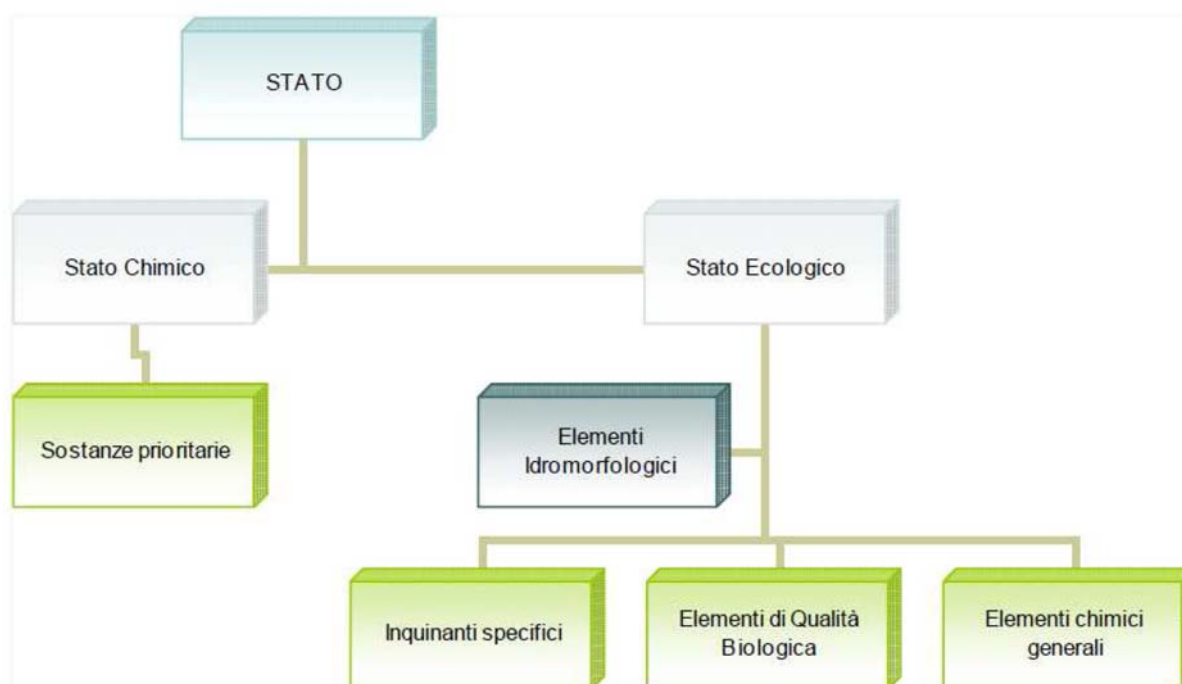 STATO
Stato Chimico
Stato Ecologico
Sostanze prioritarie
Elementi
Idromorfologici
Inquinanti specifici
Elementi di Qualità
Biologica
Elementi chimici
generali